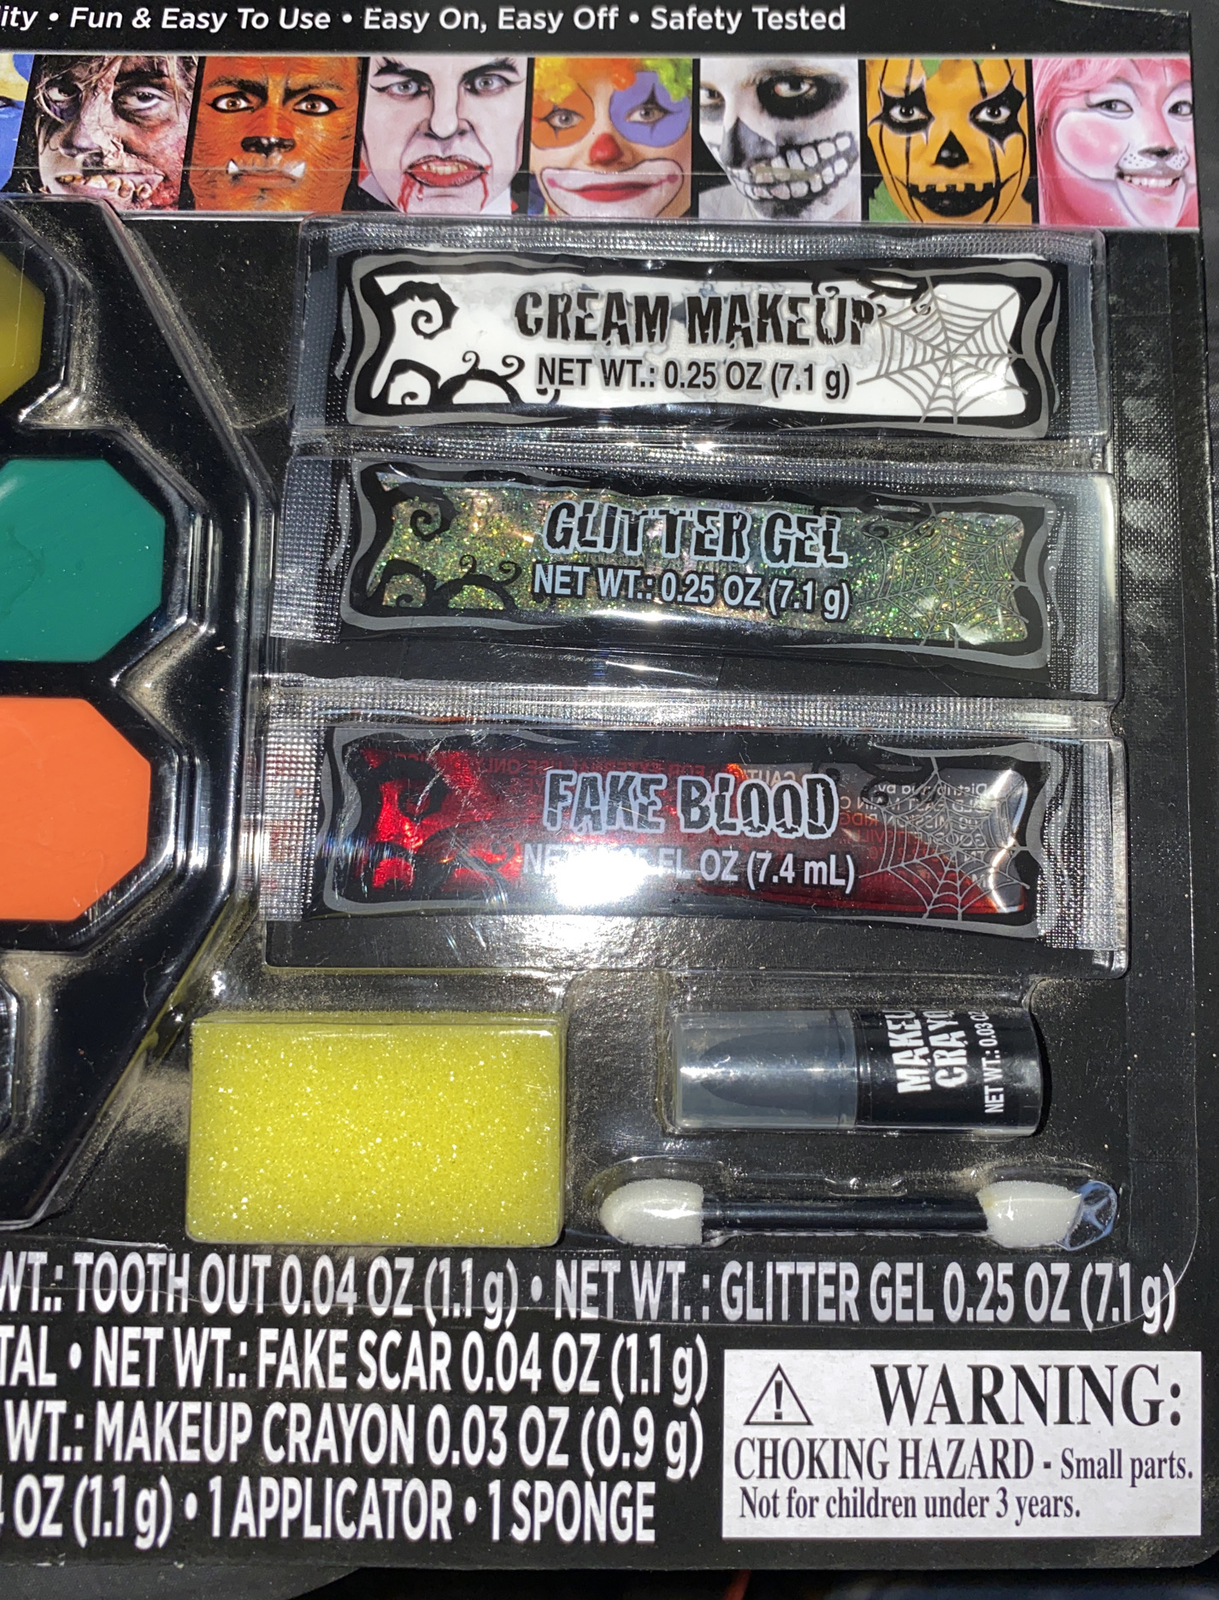 lity • Fun & Easy To Use • Easy On, Easy Off • Safety Tested
CREAM MAKEUP
NET WT.: 0.25 OZ (7.1 g)
GLITTER GEL
NET WT.: 0.25 OZ (7.1 g)
FAKE BLOOD
FL OZ (7.4 mL)
MAKEU
CRAYO
NET WT.: 0.03 OZ
WT.: TOOTH OUT 0.04 OZ (1.1 g) • NET WT. : GLITTER GEL 0.25 OZ (7.1 g)
TAL • NET WT.: FAKE SCAR 0.04 OZ (1.1 g)
WT.: MAKEUP CRAYON 0.03 OZ (0.9 g)
OZ (1.1 g) • 1 APPLICATOR • 1 SPONGE
WARNING:
CHOKING HAZARD - Small parts.
Not for children under 3 years.